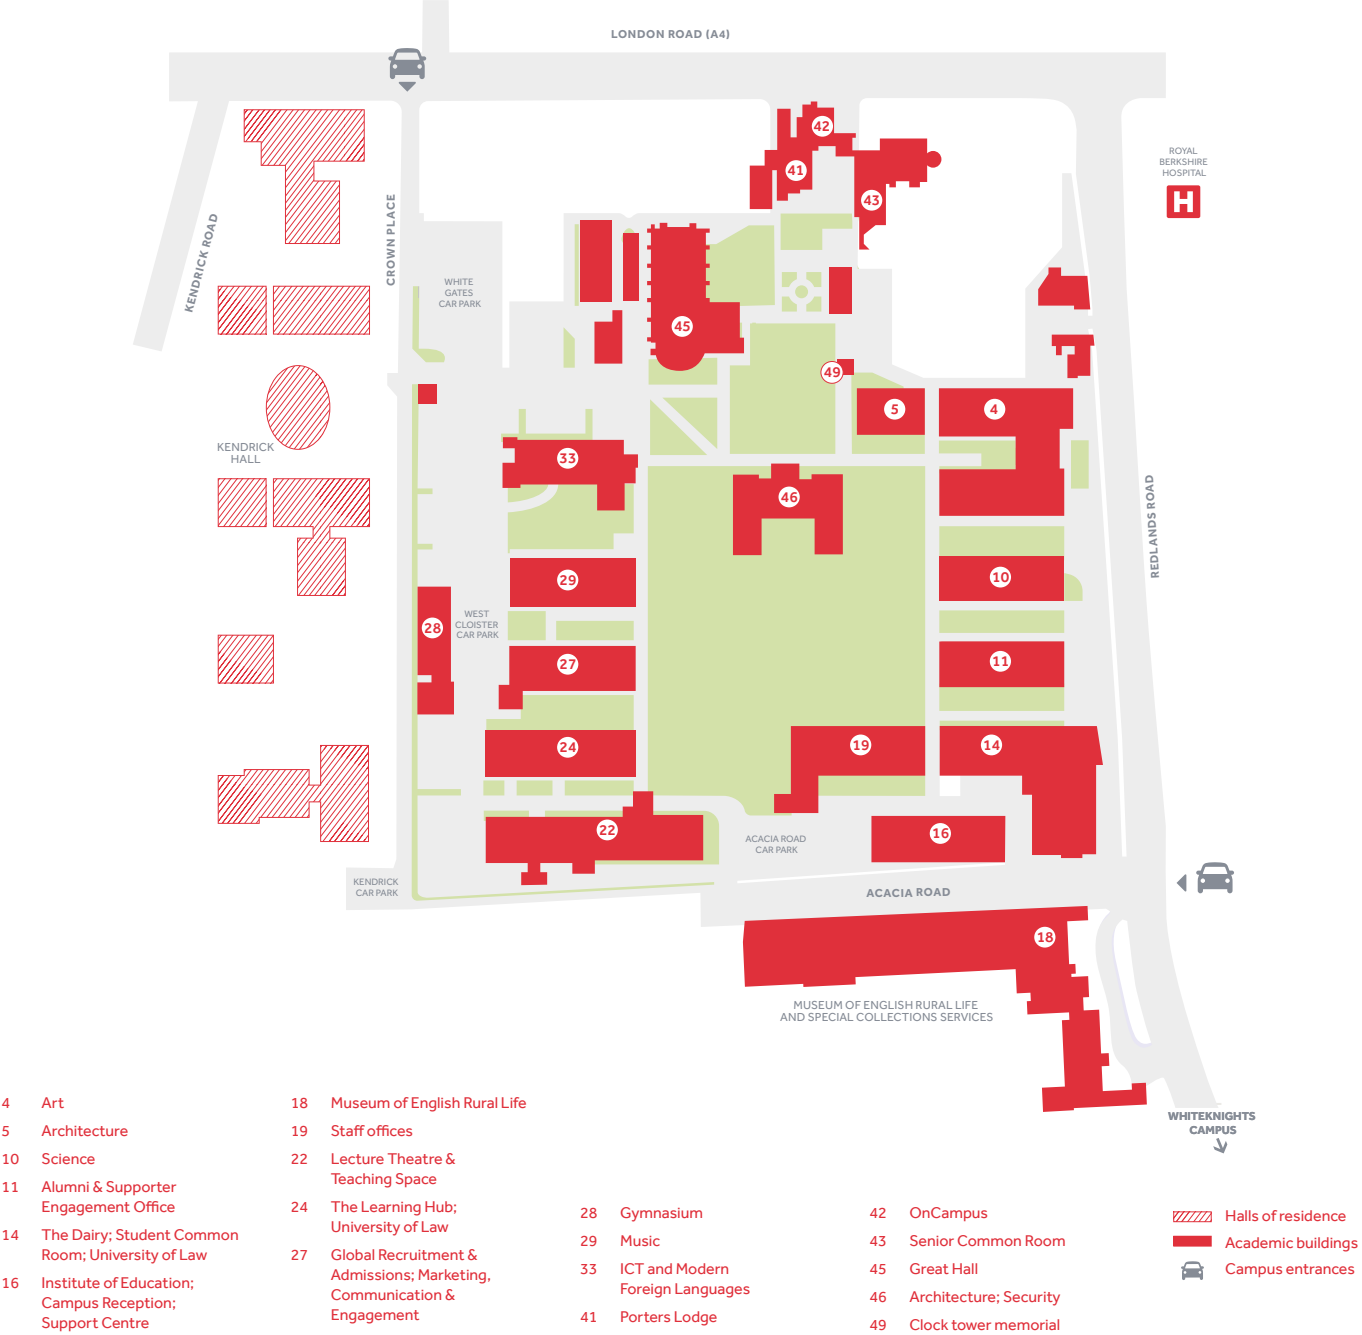 LONDON ROAD (A4)
42
41
43
ROYAL
BERKSHIRE
HOSPITAL
H
KENDRICK ROAD
CROWN PLACE
WHITE
GATES
CAR PARK
45
49
5
4
KENDRICK
HALL
33
46
REDLANDS ROAD
29
10
28
WEST
CLOISTER
CAR PARK
27
11
24
19
14
22
ACACIA ROAD
CAR PARK
16
KENDRICK
CAR PARK
ACACIA ROAD
18
MUSEUM OF ENGLISH RURAL LIFE
AND SPECIAL COLLECTIONS SERVICES
WHITEKNIGHTS
CAMPUS
4 Art
5 Architecture
10 Science
11 Alumni & Supporter
Engagement Office
14 The Dairy; Student Common
Room; University of Law
16 Institute of Education;
Campus Reception;
Support Centre
18 Museum of English Rural Life
19 Staff offices
22 Lecture Theatre &
Teaching Space
24 The Learning Hub;
University of Law
27 Global Recruitment &
Admissions; Marketing,
Communication &
Engagement
28 Gymnasium
29 Music
33 ICT and Modern
Foreign Languages
41 Porters Lodge
42 OnCampus
43 Senior Common Room
45 Great Hall
46 Architecture; Security
49 Clock tower memorial
Halls of residence
Academic buildings
Campus entrances